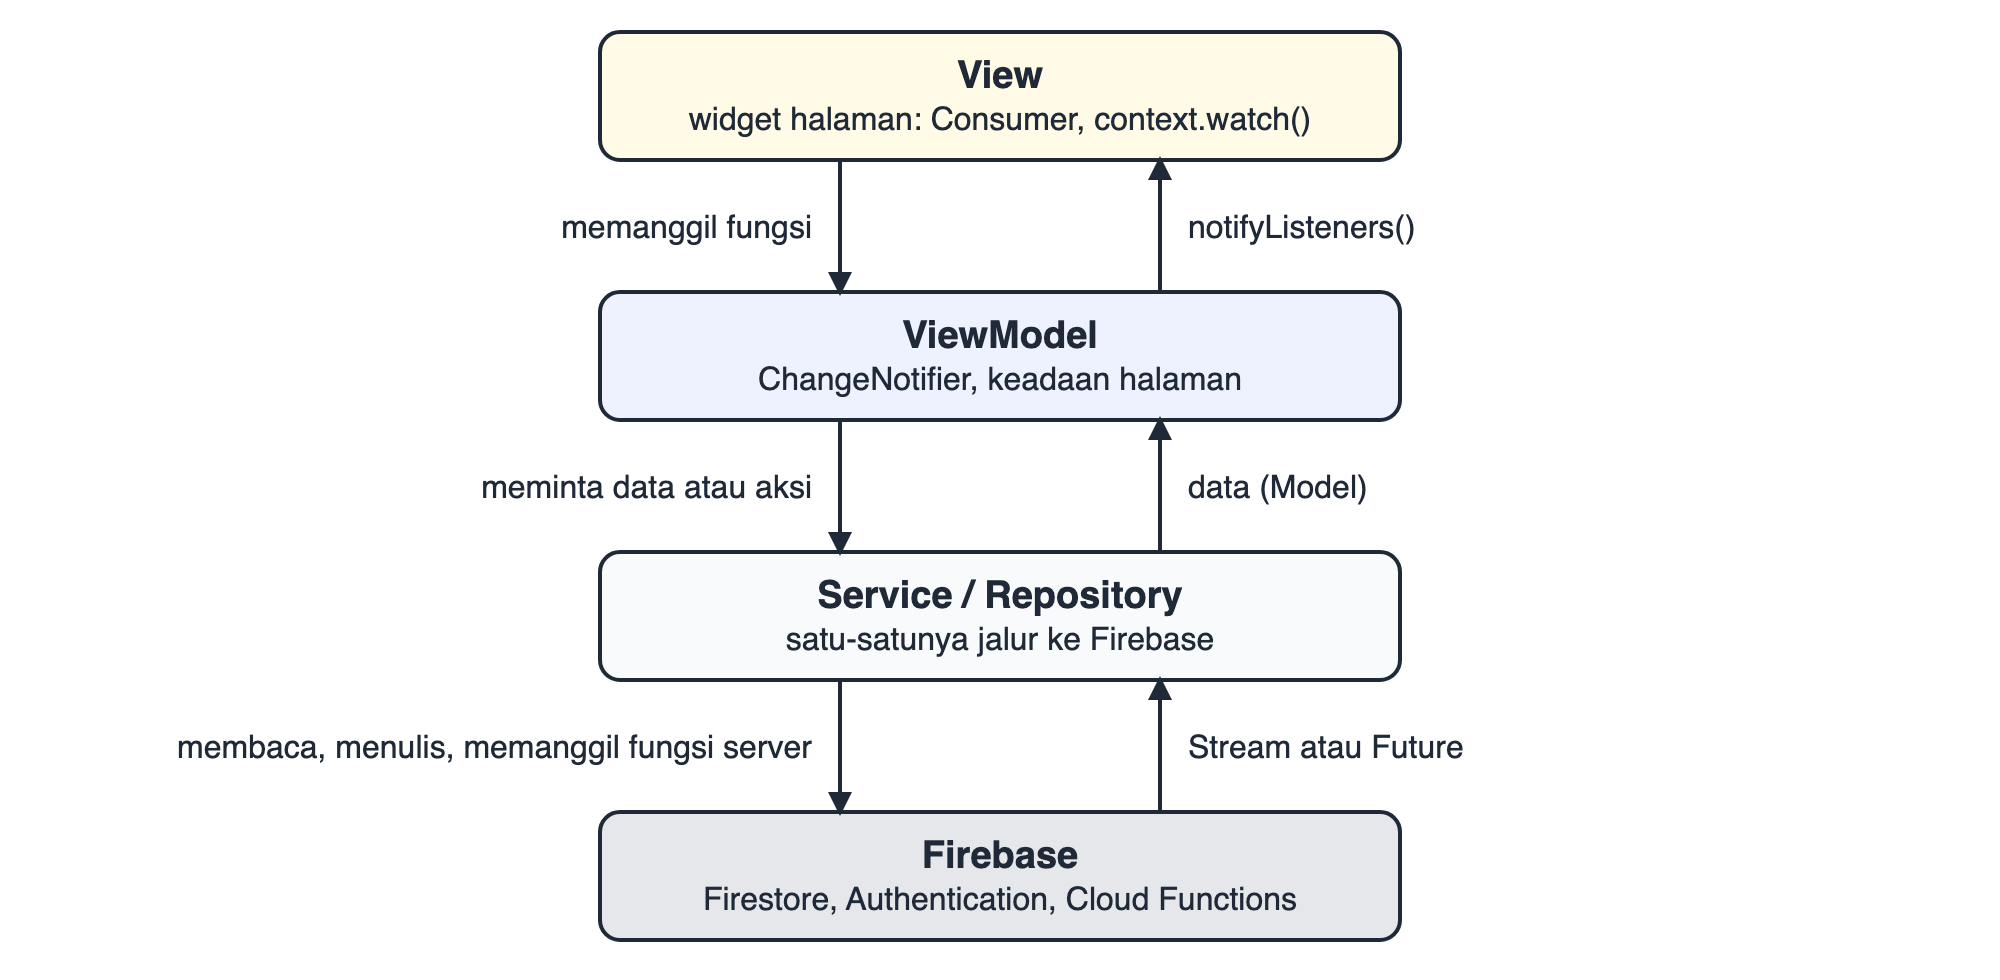 View
widget halaman: Consumer, context.watch()
memanggil fungsi
notifyListeners()
ViewModel
ChangeNotifier, keadaan halaman
meminta data atau aksi
data (Model)
Service / Repository
satu-satunya jalur ke Firebase
membaca, menulis, memanggil fungsi server
Stream atau Future
Firebase
Firestore, Authentication, Cloud Functions